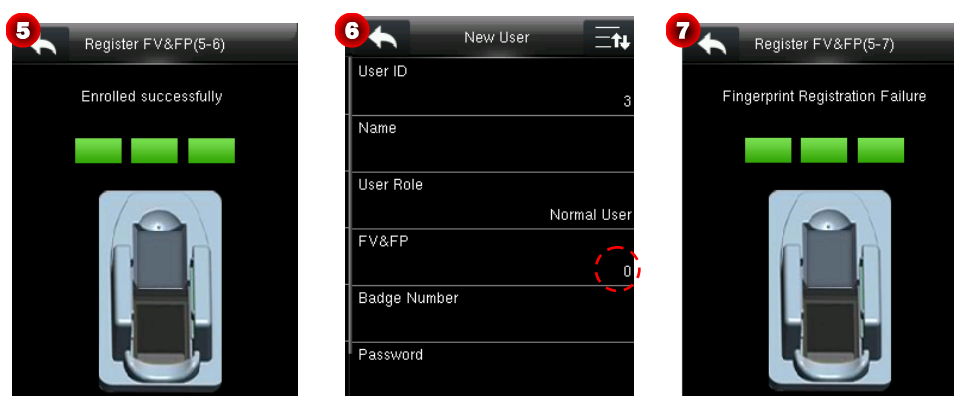 5
Register FV&FP(5-6)
Enrolled successfully
6
New User
User ID
3
Name
User Role
Normal User
FV&FP
0
Badge Number
Password
7
Register FV&FP(5-7)
Fingerprint Registration Failure